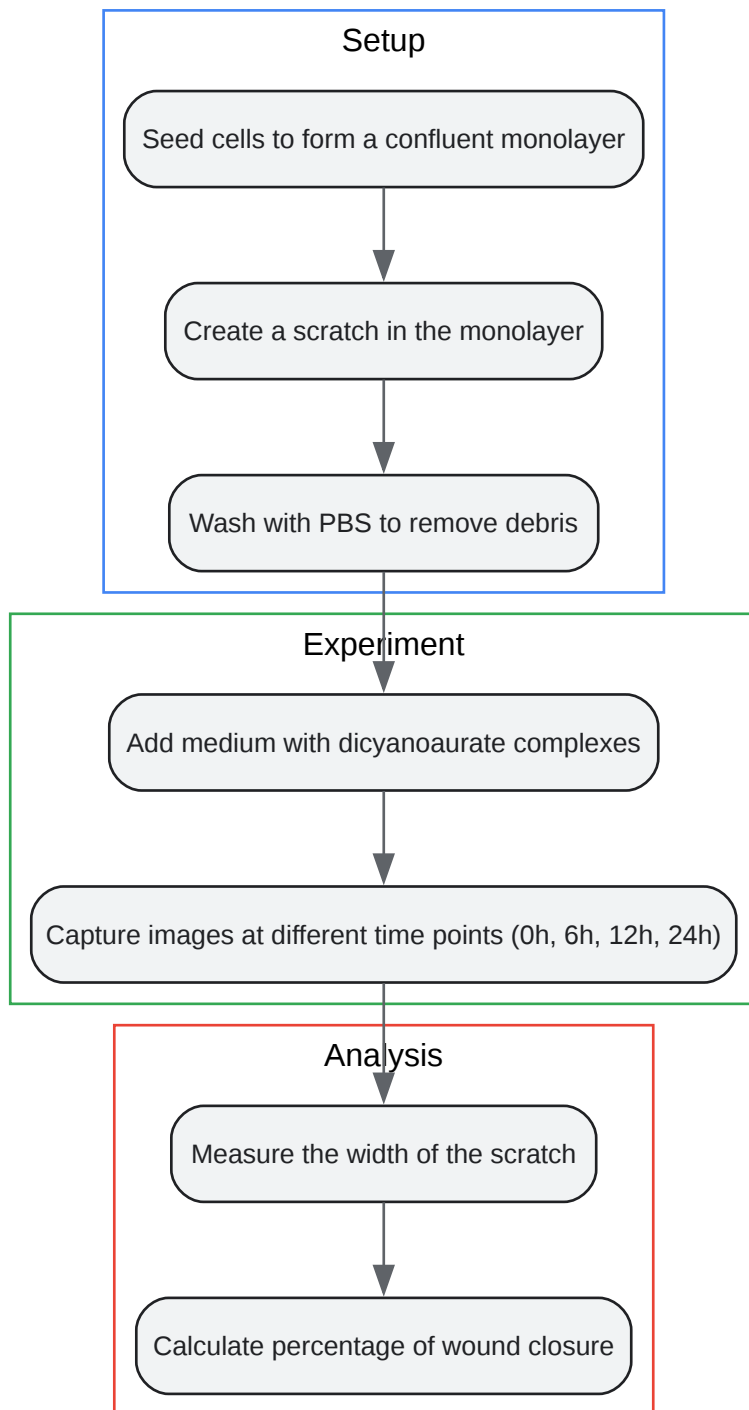 Setup
Seed cells to form a confluent monolayer
Create a scratch in the monolayer
Wash with PBS to remove debris
Experiment
Add medium with dicyanoaurate complexes
Capture images at different time points (0h, 6h, 12h, 24h)
Analysis
Measure the width of the scratch
Calculate percentage of wound closure